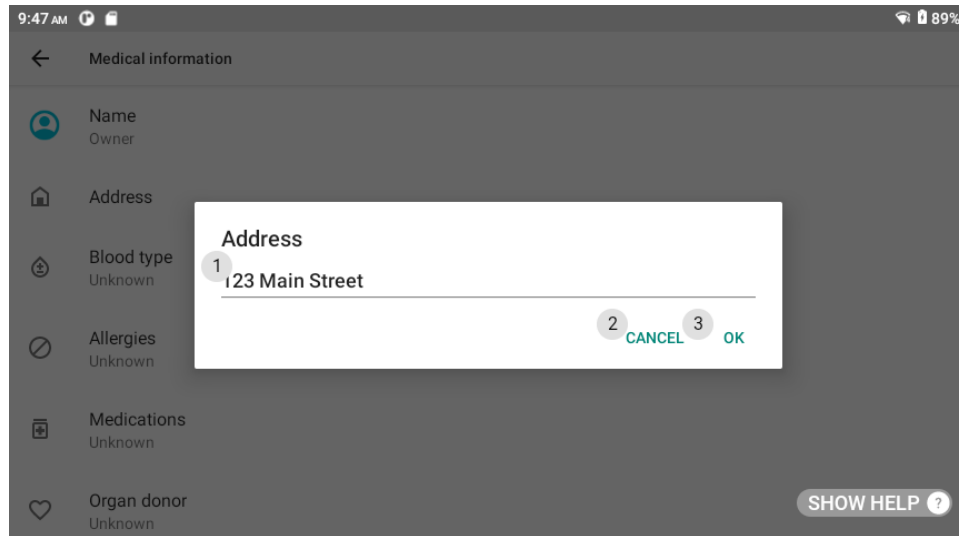 9:47 AM
89%
Medical information
Name
Owner
Address
Blood type
Unknown
Allergies
Unknown
Medications
Unknown
Organ donor
Unknown
Address
1
123 Main Street
2
CANCEL
3
OK
SHOW HELP ?